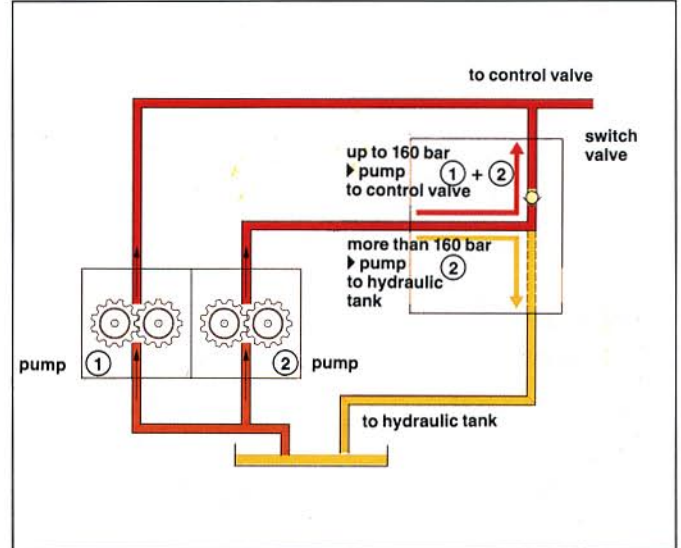 to control valve
switch
valve
up to 160 bar
▶ pump ① + ②
to control valve
more than 160 bar
▶ pump ②
to hydraulic
tank
pump ①
② pump
to hydraulic tank